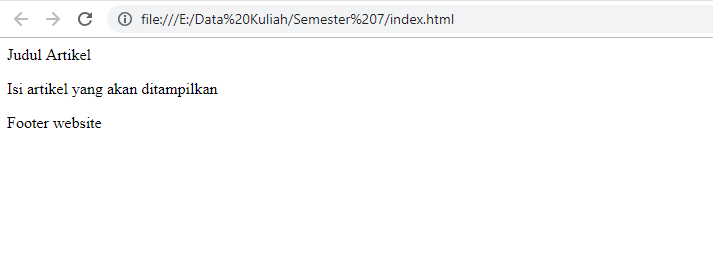 file:///E:/Data%20Kuliah/Semester%207/index.html
Judul Artikel
Isi artikel yang akan ditampilkan
Footer website